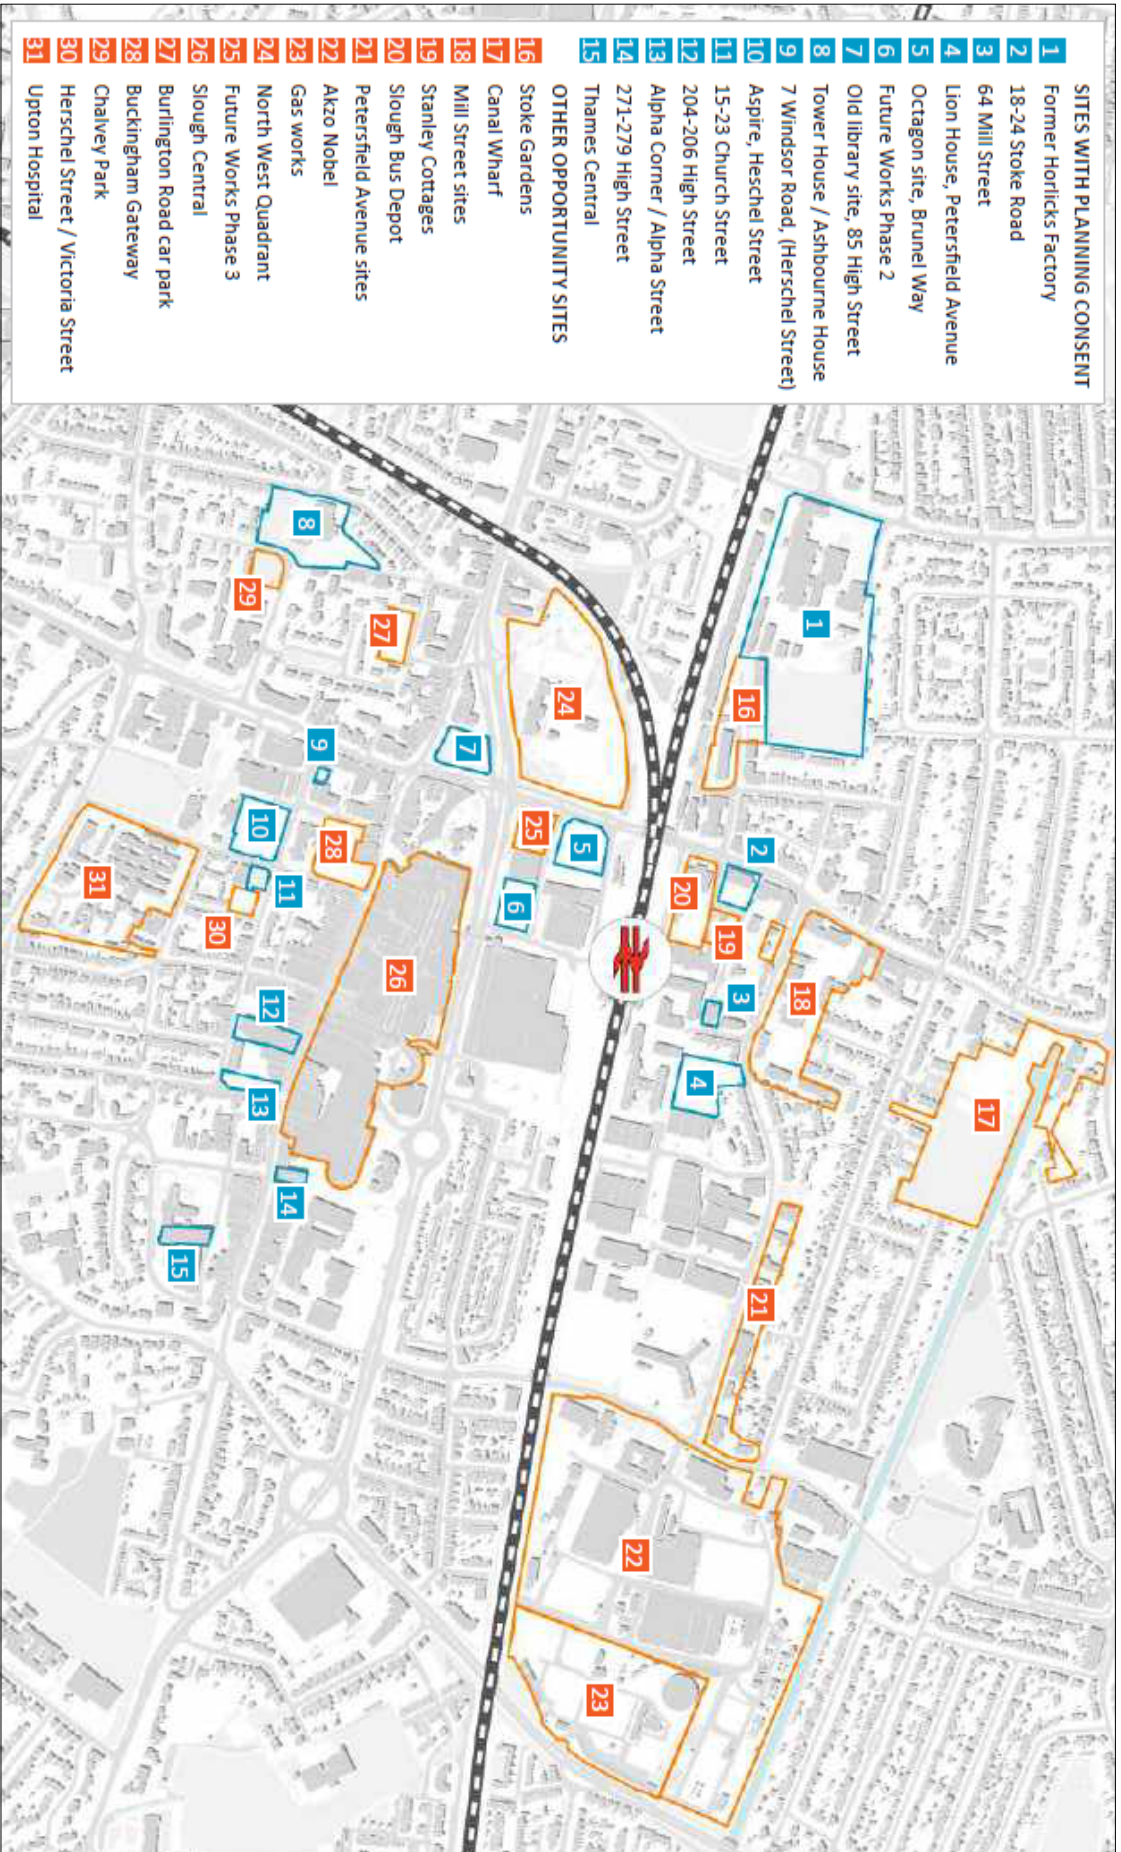 SITES WITH PLANNING CONSENT
1 Former Horlicks Factory
2 18-24 Stoke Road
3 64 Mill Street
4 Lion House, Petersfield Avenue
5 Octagon site, Brunel Way
6 Future Works Phase 2
7 Old library site, 85 High Street
8 Tower House / Ashbourne House
9 7 Windsor Road, (Herschel Street)
10 Aspire, Heschel Street
11 15-23 Church Street
12 204-206 High Street
13 Alpha Corner / Alpha Street
14 271-279 High Street
15 Thames Central
OTHER OPPORTUNITY SITES
16 Stoke Gardens
17 Canal Wharf
18 Mill Street sites
19 Stanley Cottages
20 Slough Bus Depot
21 Petersfield Avenue sites
22 Akzo Nobel
23 Gas works
24 North West Quadrant
25 Future Works Phase 3
26 Slough Central
27 Burlington Road car park
28 Buckingham Gateway
29 Chalvey Park
30 Herschel Street / Victoria Street
31 Upton Hospital
17
1
18
2
16
3
19
21
20
4
22
23
5
24
25
6
7
26
27
28
9
8
14
12
11
10
13
29
30
15
31